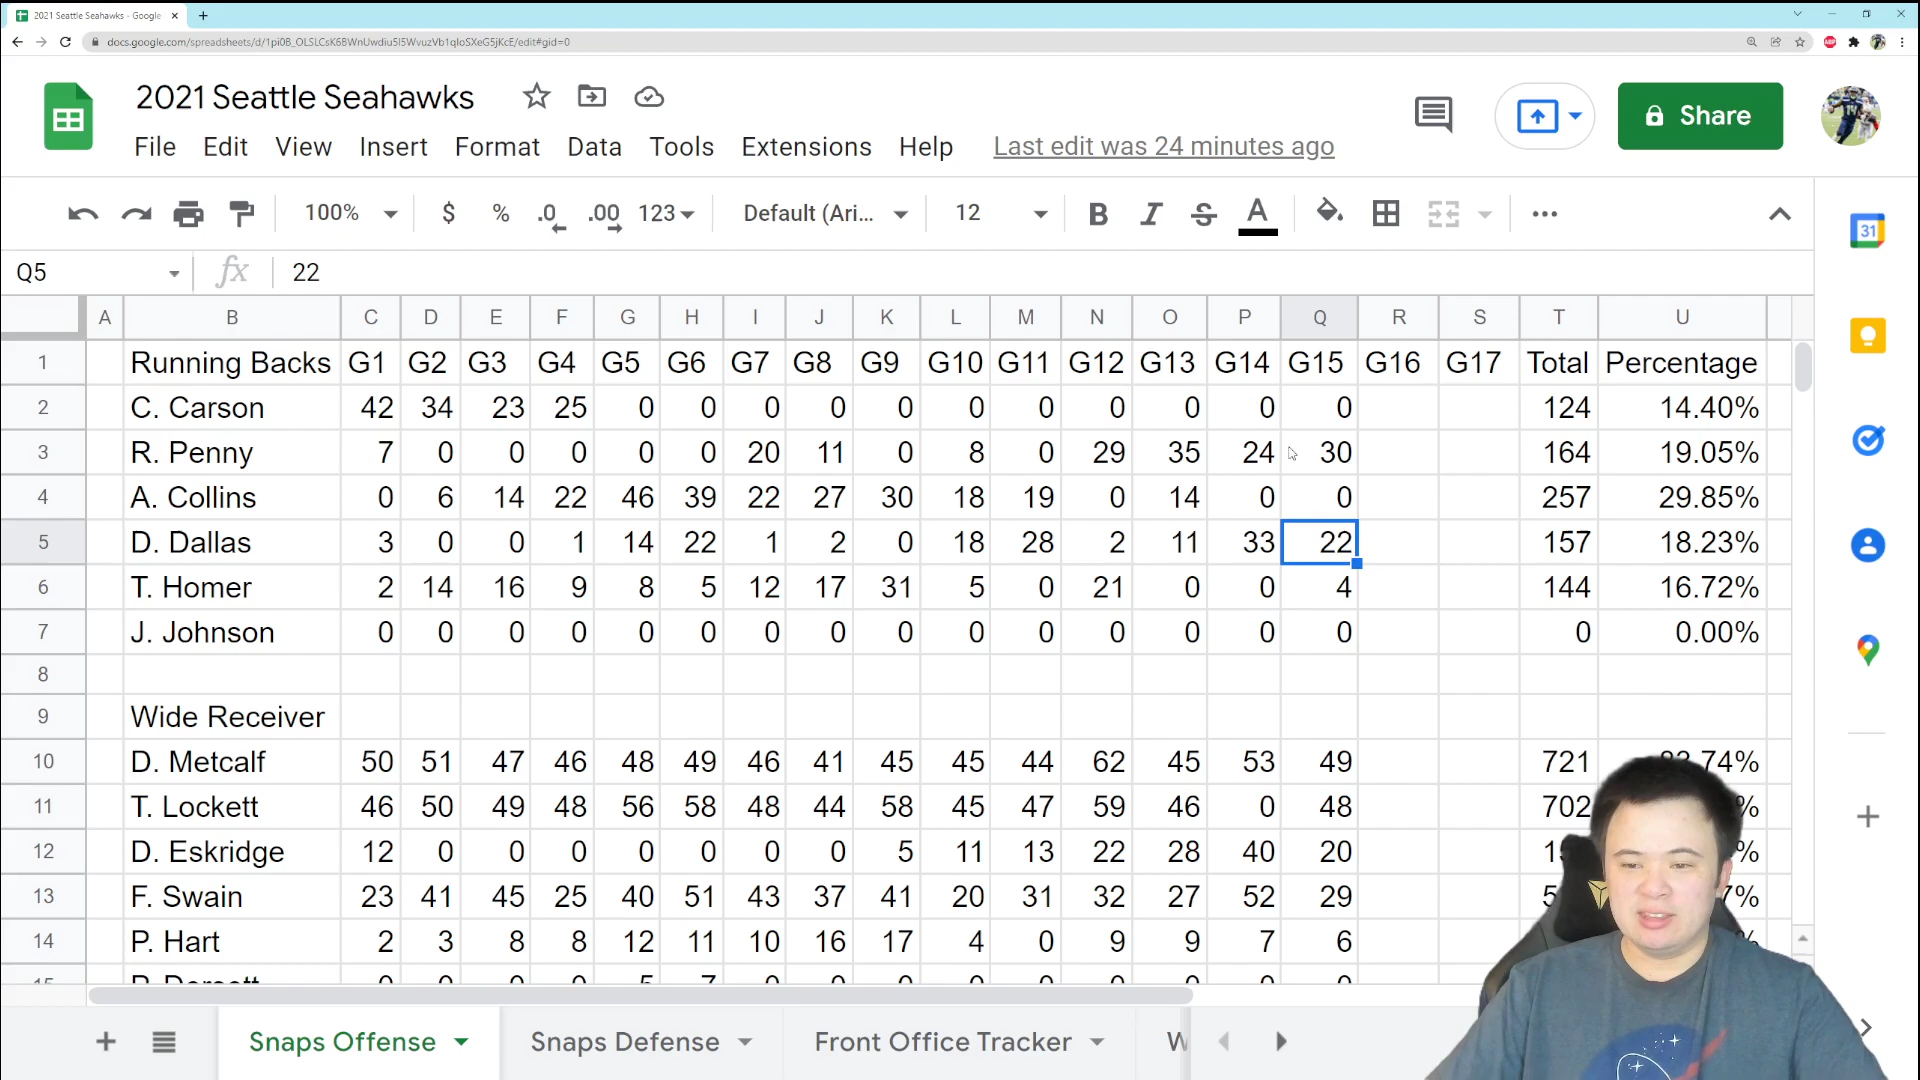 2021 Seattle Seahawks - Google
docs.google.com/spreadsheets/d/1pi0B_OLSLCsK6BWnUwdiu5I5WvuzVb1qIoSXeG5jKcE/edit#gid=0
2021 Seattle Seahawks
Share
File Edit View Insert Format Data Tools Extensions Help Last edit was 24 minutes ago
100% $ % .0 .00 123 Default (Ari... 12 B I S A
31
Q5 fx 22
A B C D E F G H I J K L M N O P Q R S T U
1 Running Backs G1 G2 G3 G4 G5 G6 G7 G8 G9 G10 G11 G12 G13 G14 G15 G16 G17 Total Percentage
2 C. Carson 42 34 23 25 0 0 0 0 0 0 0 0 0 0 0 124 14.40%
3 R. Penny 7 0 0 0 0 0 20 11 0 8 0 29 35 24 30 164 19.05%
4 A. Collins 0 6 14 22 46 39 22 27 30 18 19 0 14 0 0 257 29.85%
5 D. Dallas 3 0 0 1 14 22 1 2 0 18 28 2 11 33 22 157 18.23%
6 T. Homer 2 14 16 9 8 5 12 17 31 5 0 21 0 0 4 144 16.72%
7 J. Johnson 0 0 0 0 0 0 0 0 0 0 0 0 0 0 0 0 0.00%
8
9 Wide Receiver
10 D. Metcalf 50 51 47 46 48 49 46 41 45 45 44 62 45 53 49 721 74%
11 T. Lockett 46 50 49 48 56 58 48 44 58 45 47 59 46 0 48 702 %
12 D. Eskridge 12 0 0 0 0 0 0 0 5 11 13 22 28 40 20 %
13 F. Swain 23 41 45 25 40 51 43 37 41 20 31 32 27 52 29 %
14 P. Hart 2 3 8 8 12 11 10 16 17 4 0 9 9 7 6
Snaps Offense Snaps Defense Front Office Tracker